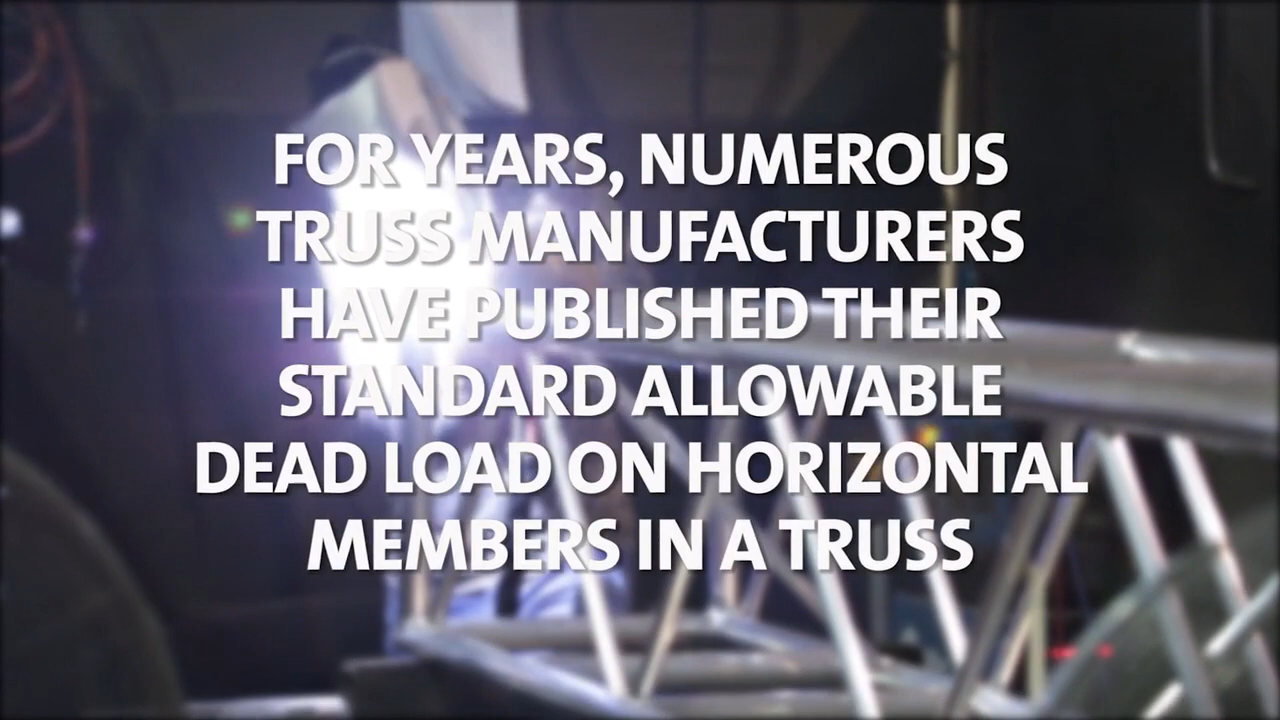 FOR YEARS, NUMEROUS
TRUSS MANUFACTURERS
HAVE PUBLISHED THEIR
STANDARD ALLOWABLE
DEAD LOAD ON HORIZONTAL
MEMBERS IN A TRUSS